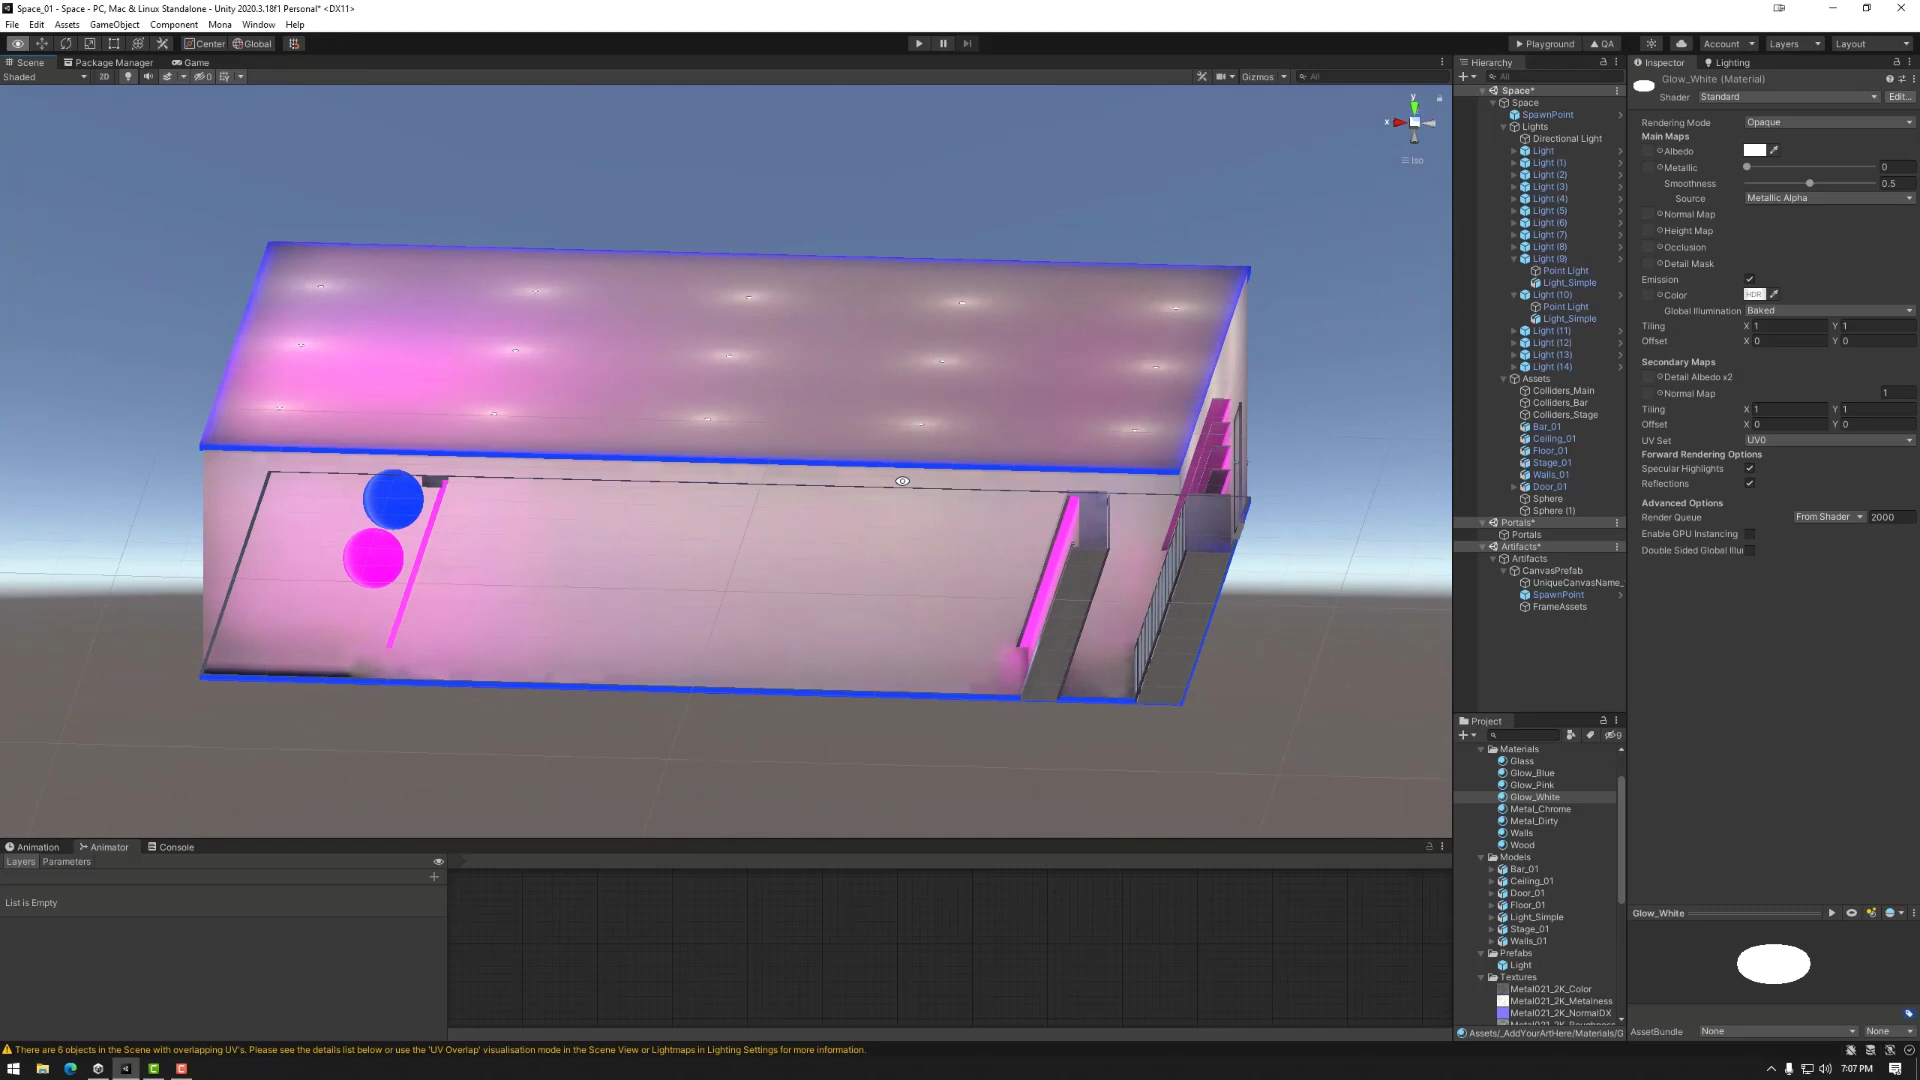 Space_01 - Space - PC, Mac & Linux Standalone - Unity 2020.3.18f1 Personal* <DX11>
File Edit Assets GameObject Component Mona Window Help
Center Global
Playground QA Account Layers Layout
Scene Package Manager Game
Shaded 2D 0 Gizmos All
y
x
Iso
Hierarchy
All
Space*
Space
SpawnPoint
Lights
Directional Light
Light
Light (1)
Light (2)
Light (3)
Light (4)
Light (5)
Light (6)
Light (7)
Light (8)
Light (9)
Point Light
Light_Simple
Light (10)
Point Light
Light_Simple
Light (11)
Light (12)
Light (13)
Light (14)
Assets
Colliders_Main
Colliders_Bar
Colliders_Stage
Bar_01
Ceiling_01
Floor_01
Stage_01
Walls_01
Door_01
Sphere
Sphere (1)
Portals*
Portals
Artifacts*
Artifacts
CanvasPrefab
UniqueCanvasName_
SpawnPoint
FrameAssets
Project
9
Materials
Glass
Glow_Blue
Glow_Pink
Glow_White
Metal_Chrome
Metal_Dirty
Walls
Wood
Models
Bar_01
Ceiling_01
Door_01
Floor_01
Light_Simple
Stage_01
Walls_01
Prefabs
Light
Textures
Metal021_2K_Color
Metal021_2K_Metalness
Metal021_2K_NormalDX
Metal021_2K_Roughness
Assets/_AddYourArtHere/Materials/G
Inspector Lighting
Glow_White (Material)
Shader Standard Edit...
Rendering Mode Opaque
Main Maps
Albedo
Metallic 0
Smoothness 0.5
Source Metallic Alpha
Normal Map
Height Map
Occlusion
Detail Mask
Emission
Color HDR
Global Illumination Baked
Tiling X 1 Y 1
Offset X 0 Y 0
Secondary Maps
Detail Albedo x2
Normal Map 1
Tiling X 1 Y 1
Offset X 0 Y 0
UV Set UV0
Forward Rendering Options
Specular Highlights
Reflections
Advanced Options
Render Queue From Shader 2000
Enable GPU Instancing
Double Sided Global Illu
Glow_White
AssetBundle None None
Animation Animator Console
Layers Parameters
List is Empty
There are 6 objects in the Scene with overlapping UV's. Please see the details list below or use the 'UV Overlap' visualisation mode in the Scene View or Lightmaps in Lighting Settings for more information.
7:07 PM